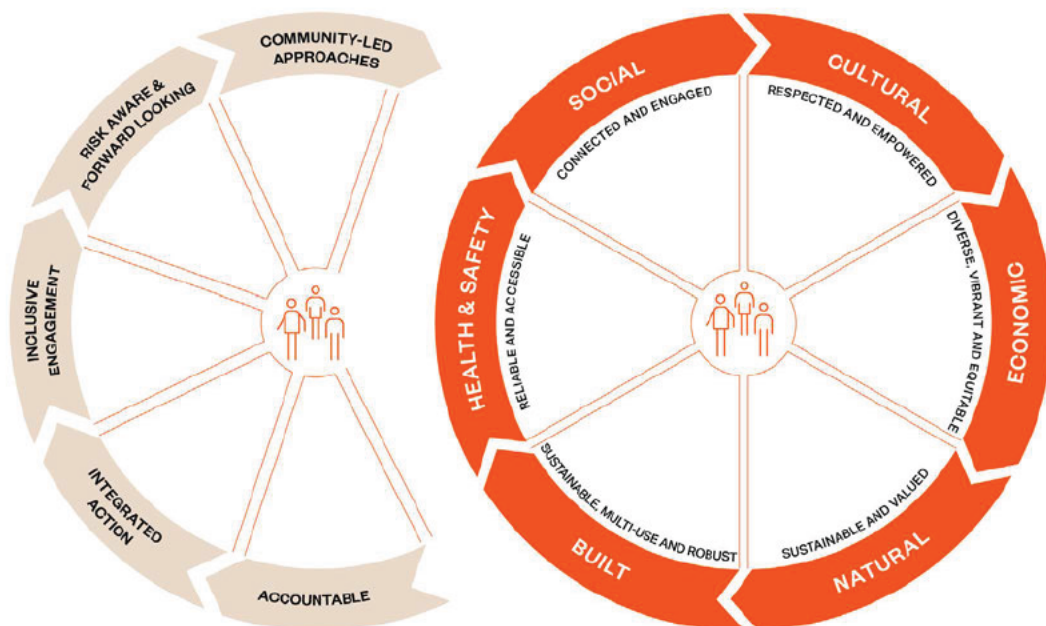 COMMUNITY-LED
APPROACHES
RISK AWARE &
FORWARD LOOKING
INCLUSIVE
ENGAGEMENT
INTEGRATED
ACTION
ACCOUNTABLE
SOCIAL
CONNECTED AND ENGAGED
CULTURAL
RESPECTED AND EMPOWERED
ECONOMIC
DIVERSE, VIBRANT AND EQUITABLE
NATURAL
SUSTAINABLE AND VALUED
BUILT
SUSTAINABLE, MULTI-USE AND ROBUST
HEALTH & SAFETY
RELIABLE AND ACCESSIBLE